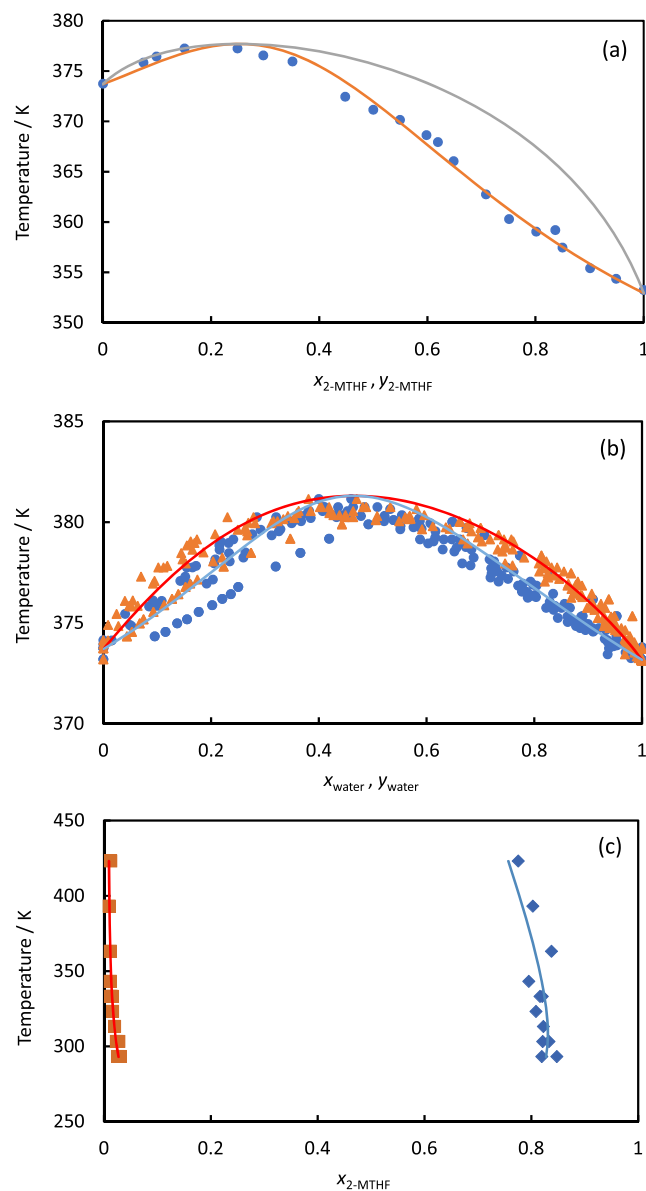 380
375
370
365
360
355
350
Temperature / K
(a)
0 0.2 0.4 0.6 0.8 1
x2-MTHF , y2-MTHF
385
380
375
370
Temperature / K
(b)
0 0.2 0.4 0.6 0.8 1
xwater , ywater
450
400
350
300
250
Temperature / K
(c)
0 0.2 0.4 0.6 0.8 1
x2-MTHF